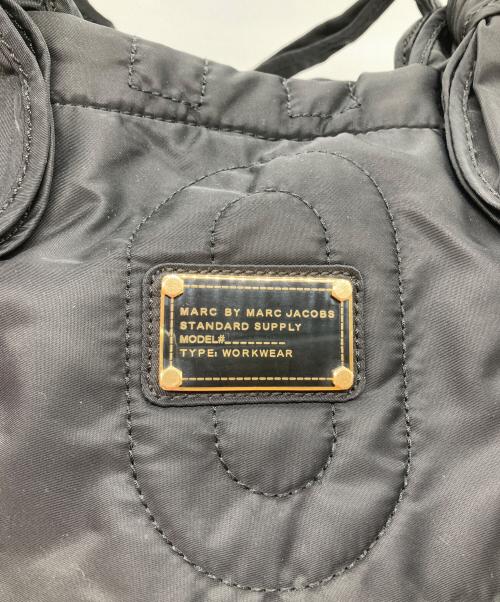 MARC BY MARC JACOBS
STANDARD SUPPLY
MODEL#________
TYPE: WORKWEAR